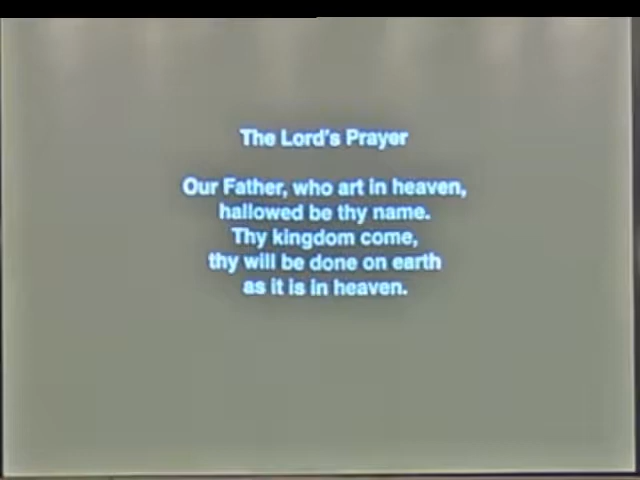 The Lord's Prayer
Our Father, who art in heaven,
hallowed be thy name.
Thy kingdom come,
thy will be done on earth
as it is in heaven.